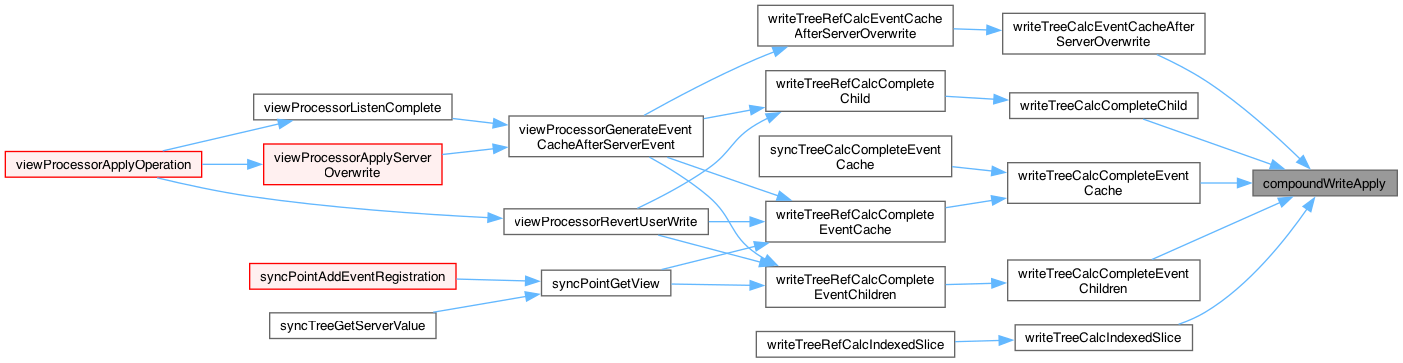 writeTreeRefCalcEventCache
AfterServerOverwrite
writeTreeCalcEventCacheAfter
ServerOverwrite
writeTreeRefCalcComplete
Child
viewProcessorListenComplete
writeTreeCalcCompleteChild
viewProcessorGenerateEvent
CacheAfterServerEvent
viewProcessorApplyOperation
viewProcessorApplyServer
Overwrite
syncTreeCalcCompleteEvent
Cache
writeTreeCalcCompleteEvent
Cache
compoundWriteApply
viewProcessorRevertUserWrite
writeTreeRefCalcComplete
EventCache
syncPointAddEventRegistration
syncPointGetView
writeTreeRefCalcComplete
EventChildren
writeTreeCalcCompleteEvent
Children
syncTreeGetServerValue
writeTreeRefCalcIndexedSlice
writeTreeCalcIndexedSlice